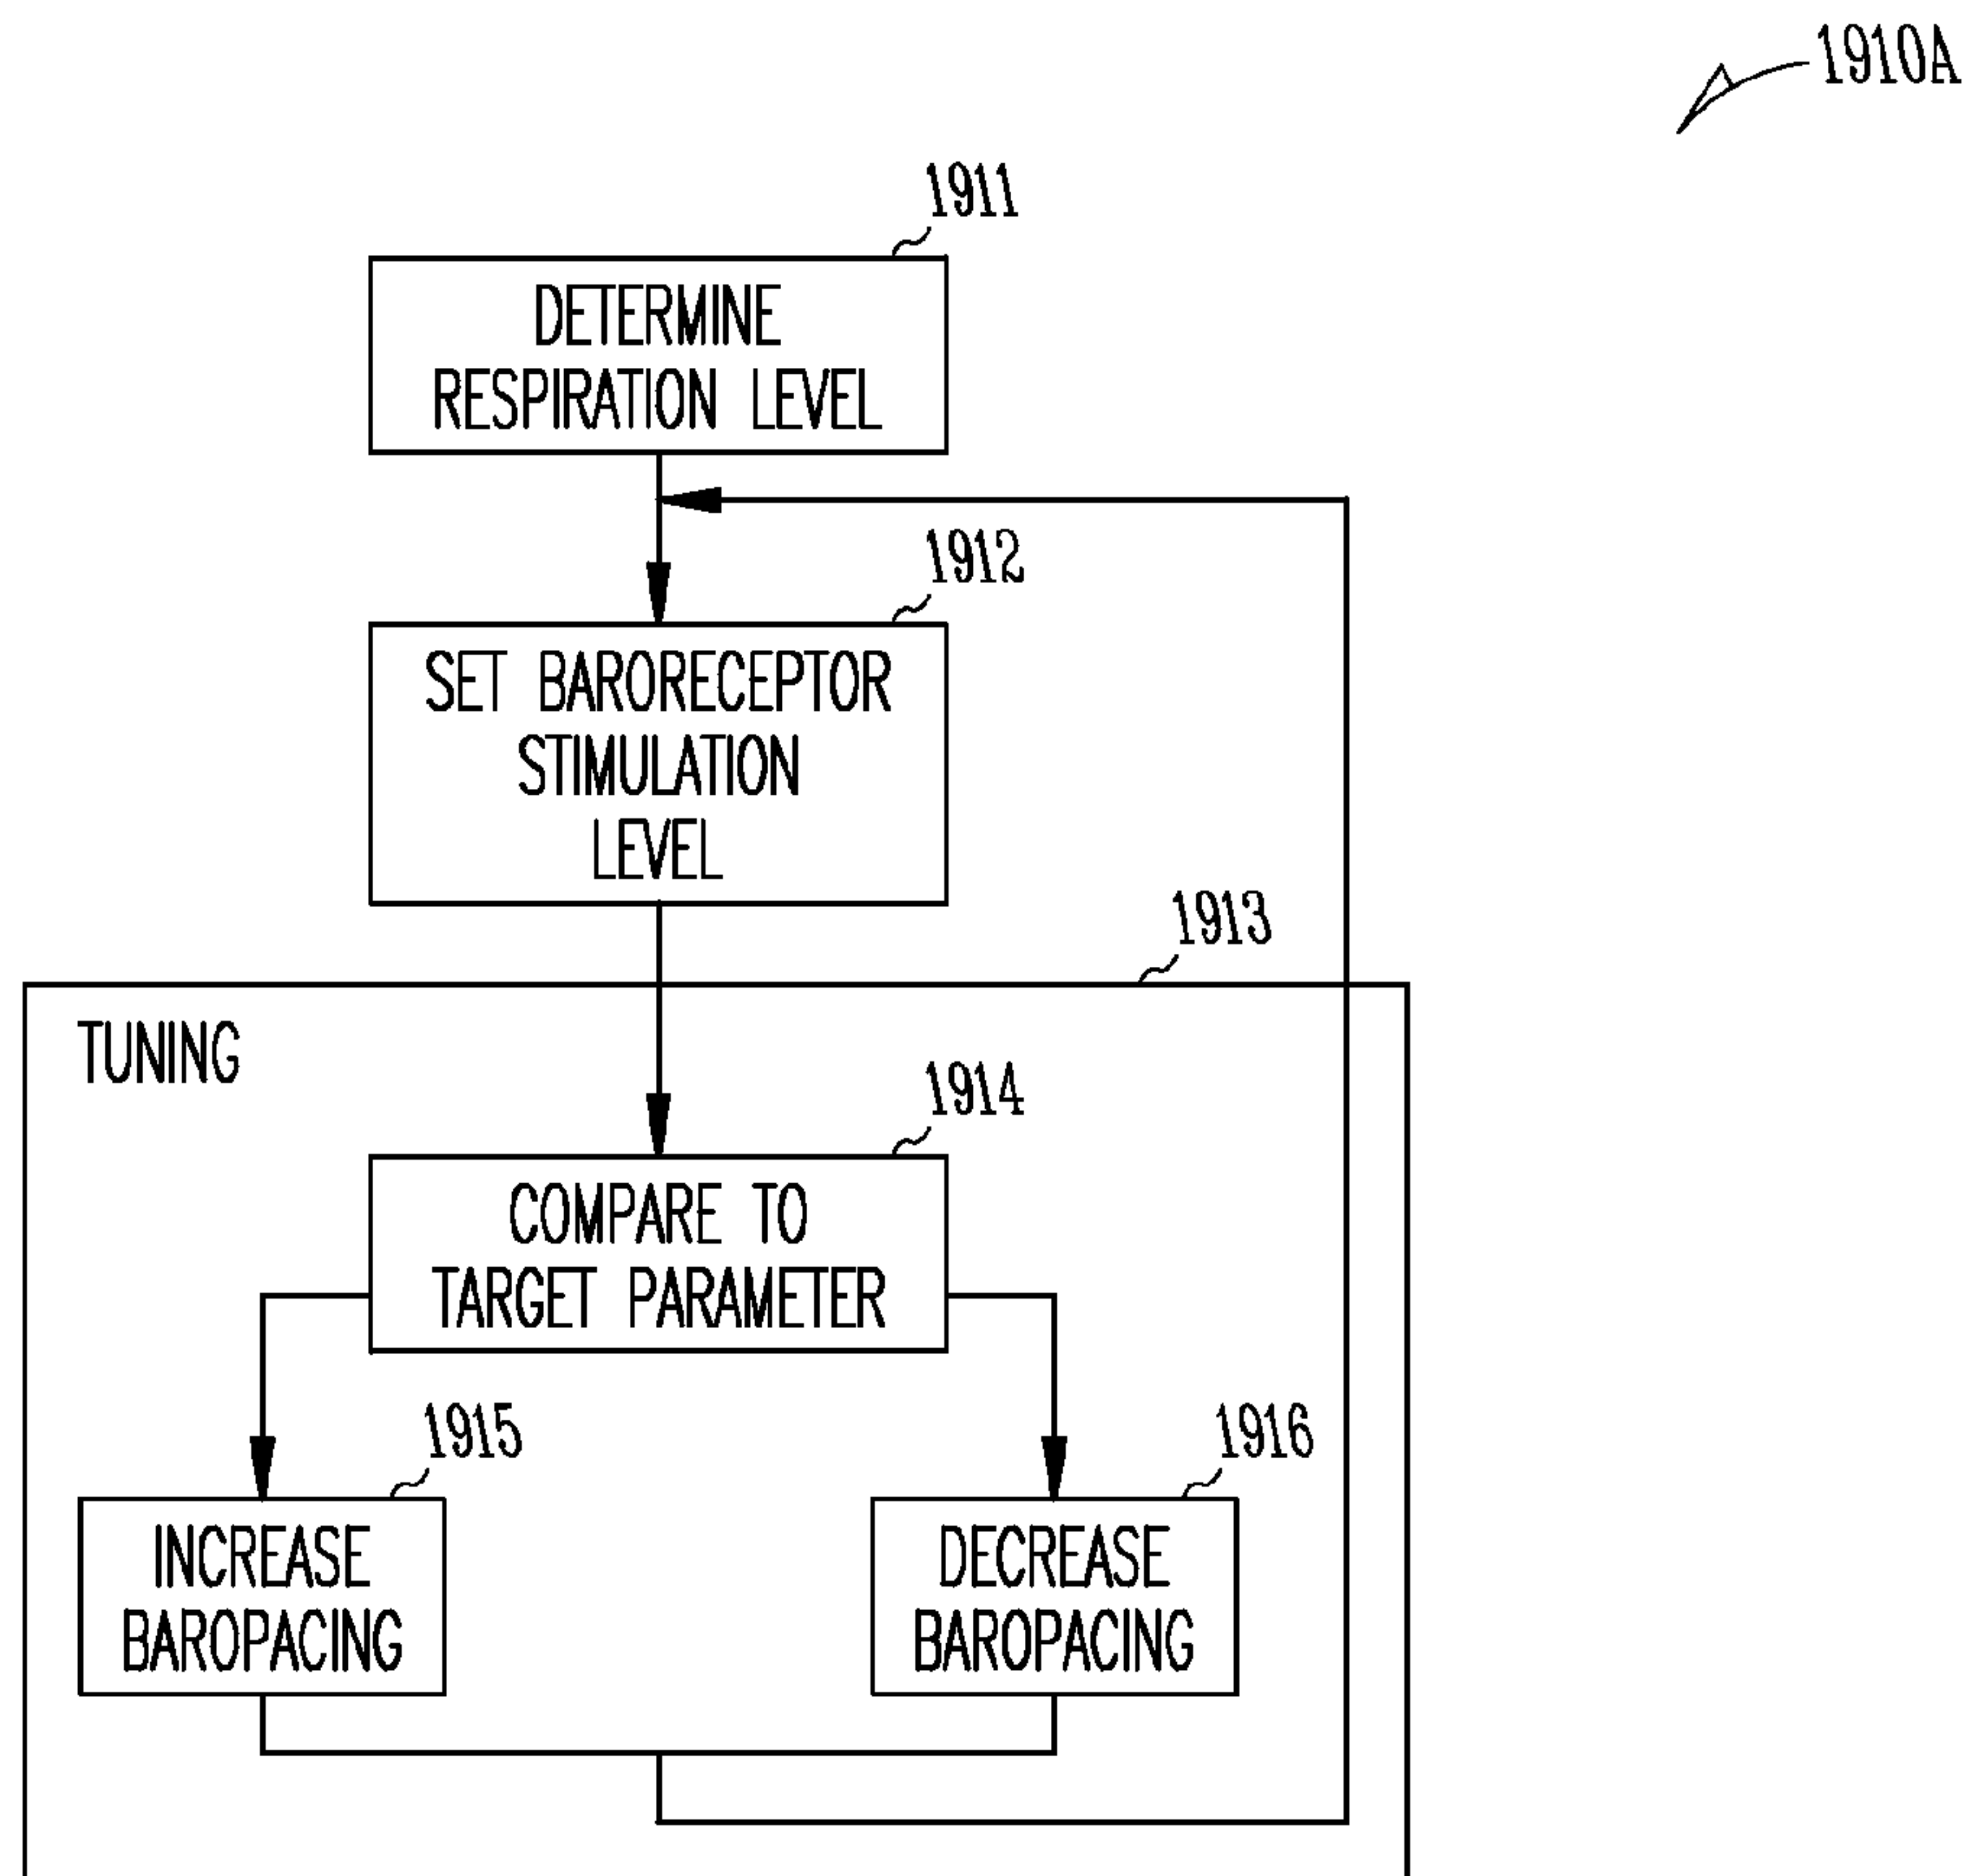 1910A
1911
DETERMINE
RESPIRATION LEVEL
1912
SET BARORECEPTOR
STIMULATION
LEVEL
1913
TUNING
1914
COMPARE TO
TARGET PARAMETER
1915
INCREASE
BAROPACING
1916
DECREASE
BAROPACING